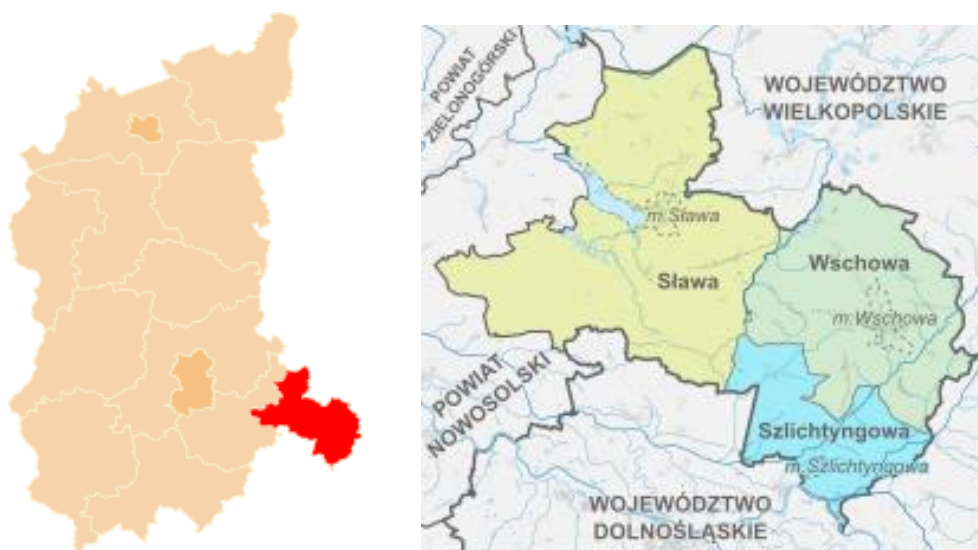 POWIAT
ZIELONOGÓRSKI
WOJEWÓDZTWO
WIELKOPOLSKIE
m.Sława
Sława
Wschowa
m.Wschowa
POWIAT
NOWOSOLSKI
Szlichtyngowa
m.Szlichtyngowa
WOJEWÓDZTWO
DOLNOŚLĄSKIE